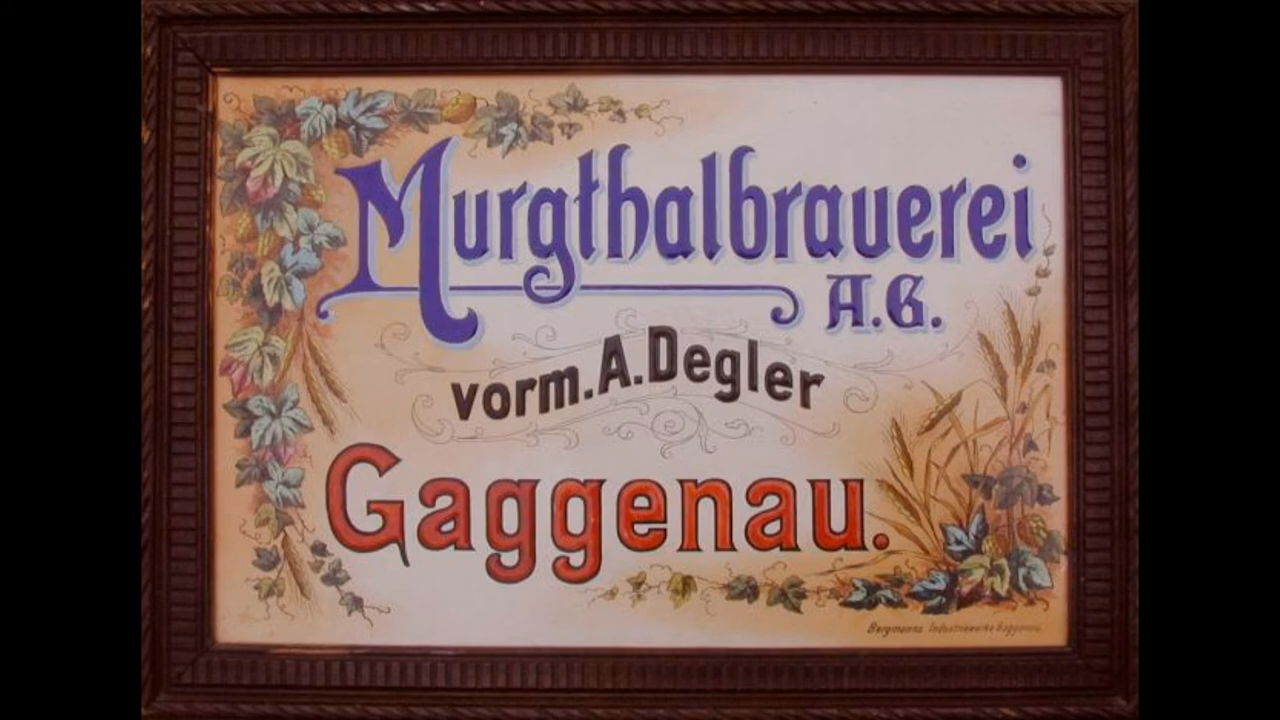 Murgthalbrauerei
A.G.
vorm. A. Degler
Gaggenau.
Bergmanns Industriewerke Gaggenau.